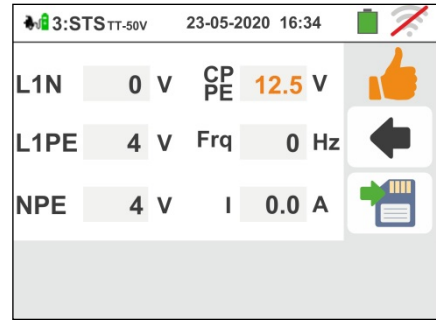 3:STS TT-50V 23-05-2020 16:34
L1N 0 V CP PE 12.5 V
L1PE 4 V Frq 0 Hz
NPE 4 V I 0.0 A